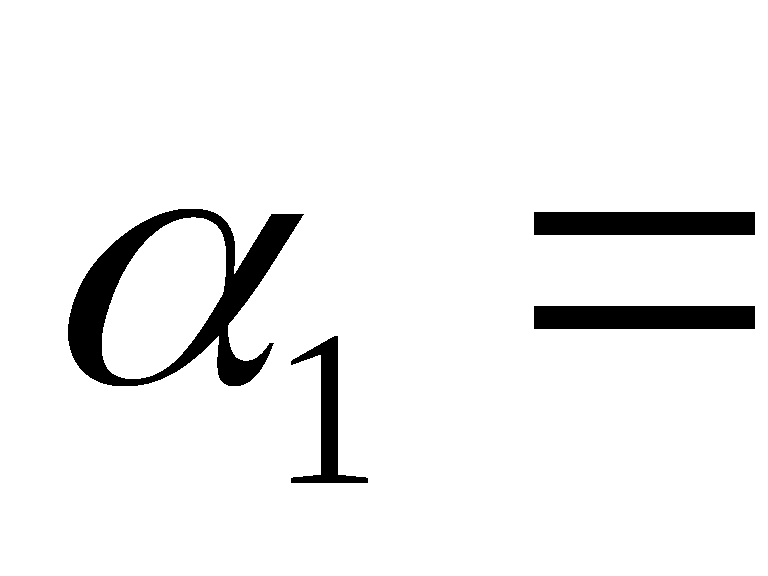 α₁ =